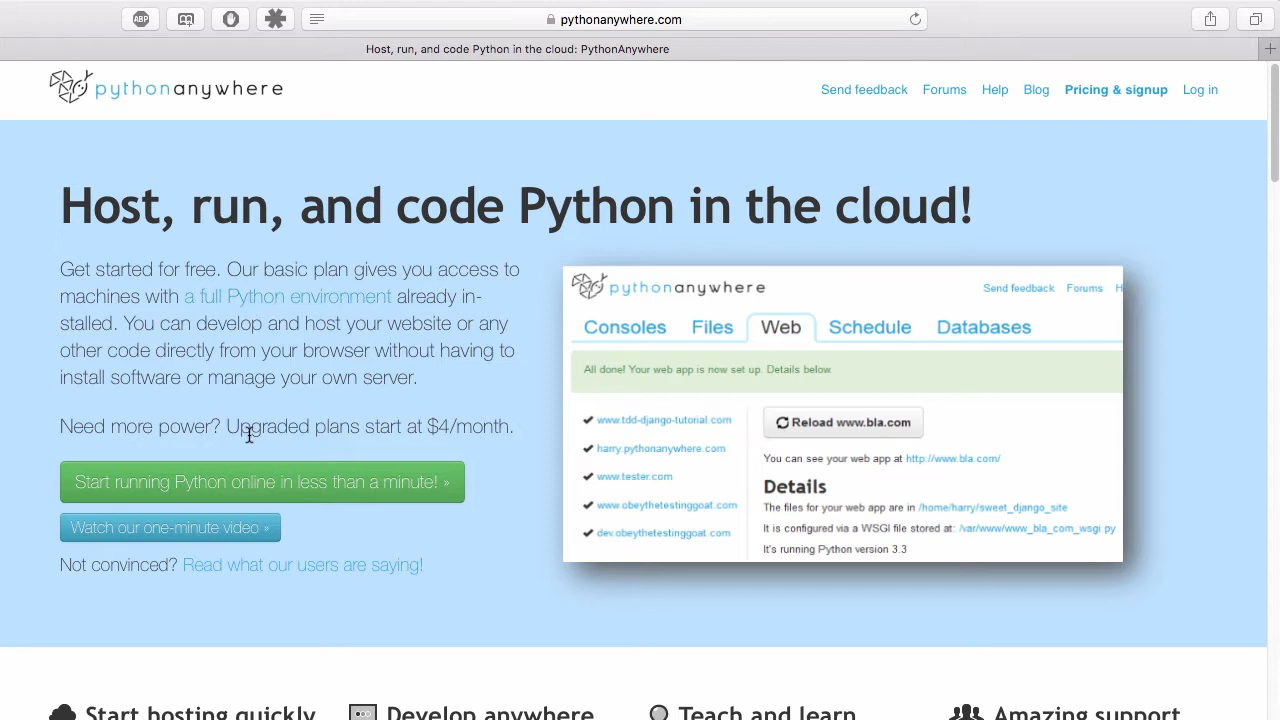 ABP
pythonanywhere.com
Host, run, and code Python in the cloud: PythonAnywhere
pythonanywhere
Send feedback Forums Help Blog Pricing & signup Log in
Host, run, and code Python in the cloud!
Get started for free. Our basic plan gives you access to
machines with a full Python environment already in-
stalled. You can develop and host your website or any
other code directly from your browser without having to
install software or manage your own server.
Need more power? Upgraded plans start at $4/month.
Start running Python online in less than a minute! »
Watch our one-minute video »
Not convinced? Read what our users are saying!
pythonanywhere
Send feedback Forums H
Consoles Files Web Schedule Databases
All done! Your web app is now set up. Details below.
www.tdd-django-tutorial.com
harry.pythonanywhere.com
www.tester.com
www.obeythetestinggoat.com
dev.obeythetestinggoat.com
Reload www.bla.com
You can see your web app at http://www.bla.com/
Details
The files for your web app are in /home/harry/sweet_django_site
It is configured via a WSGI file stored at: /var/www/www_bla_com_wsgi.py
It's running Python version 3.3
Start hosting quickly Develop anywhere Teach and learn Amazing support